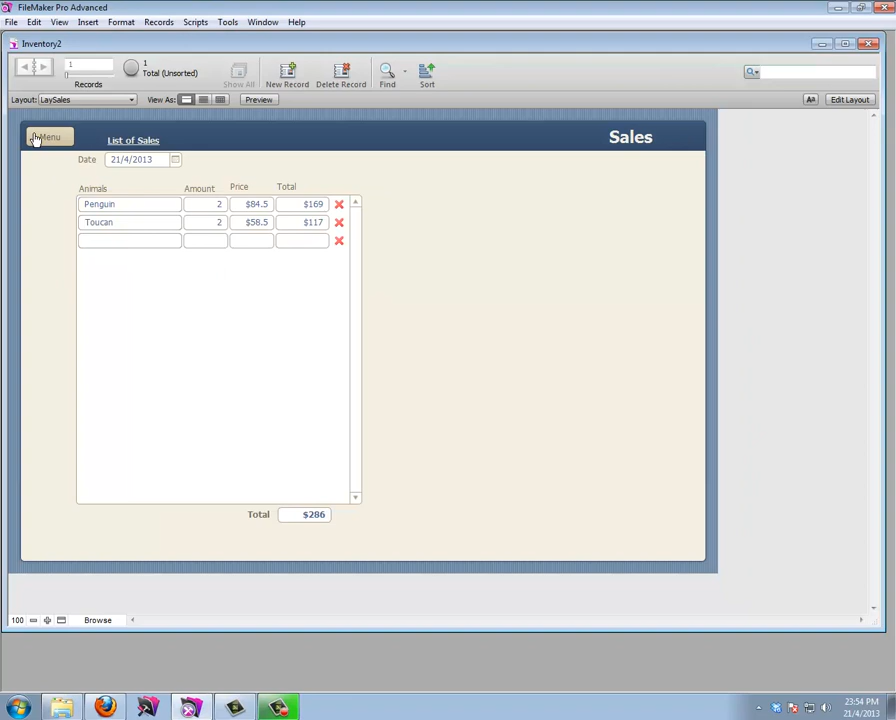 FileMaker Pro Advanced
File Edit View Insert Format Records Scripts Tools Window Help
Inventory2
1
1
Total (Unsorted)
Records
Show All
New Record
Delete Record
Find
Sort
Layout: LaySales
View As:
Preview
Aa
Edit Layout
Menu
List of Sales
Sales
Date 21/4/2013
Animals Amount Price Total
Penguin 2 $84.5 $169
Toucan 2 $58.5 $117
Total $286
100
Browse
23:54 PM
21/4/2013